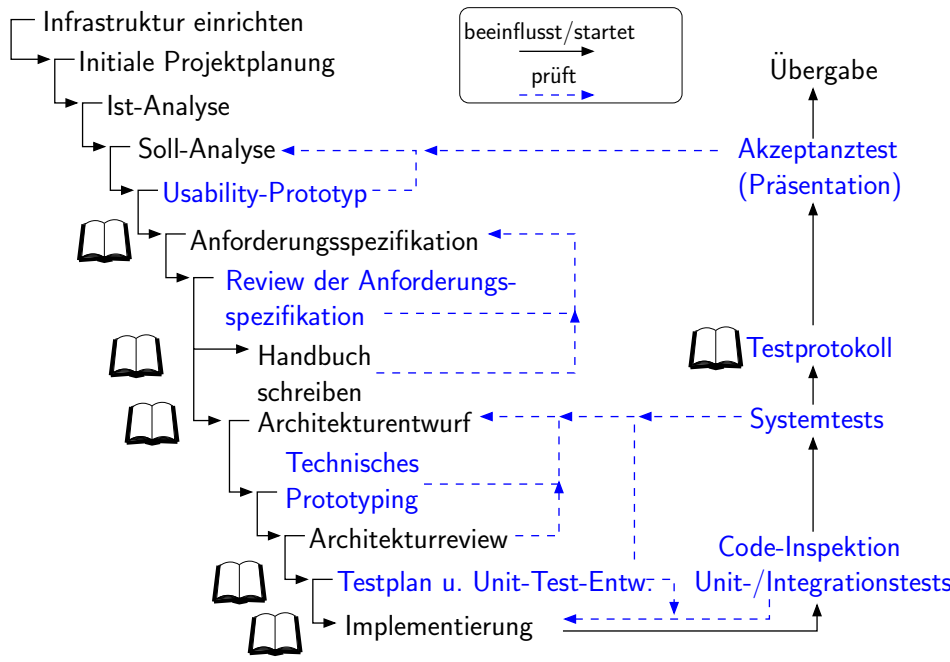 Infrastruktur einrichten
beeinflusst/startet
prüft
Initiale Projektplanung
Übergabe
Ist-Analyse
Soll-Analyse
Akzeptanztest
(Präsentation)
Usability-Prototyp
Anforderungsspezifikation
Review der Anforderungs-
spezifikation
Handbuch
schreiben
Testprotokoll
Architekturentwurf
Systemtests
Technisches
Prototyping
Architekturreview
Code-Inspektion
Unit-/Integrationstests
Testplan u. Unit-Test-Entw.
Implementierung